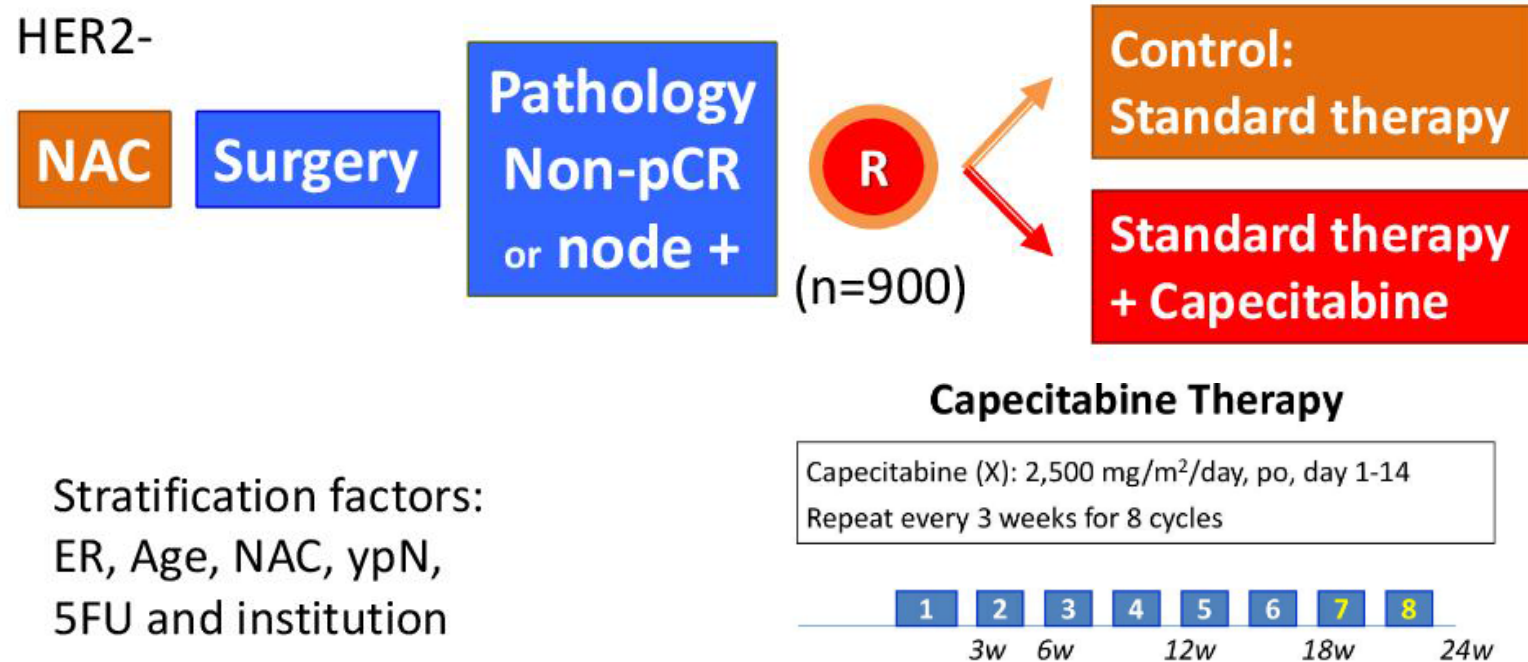 HER2-
NAC
Surgery
Pathology
Non-pCR
or node +
R
(n=900)
Control:
Standard therapy
Standard therapy
+ Capecitabine
Capecitabine Therapy
Capecitabine (X): 2,500 mg/m²/day, po, day 1-14
Repeat every 3 weeks for 8 cycles
Stratification factors:
ER, Age, NAC, ypN,
5FU and institution
1 2 3 4 5 6 7 8
3w 6w 12w 18w 24w